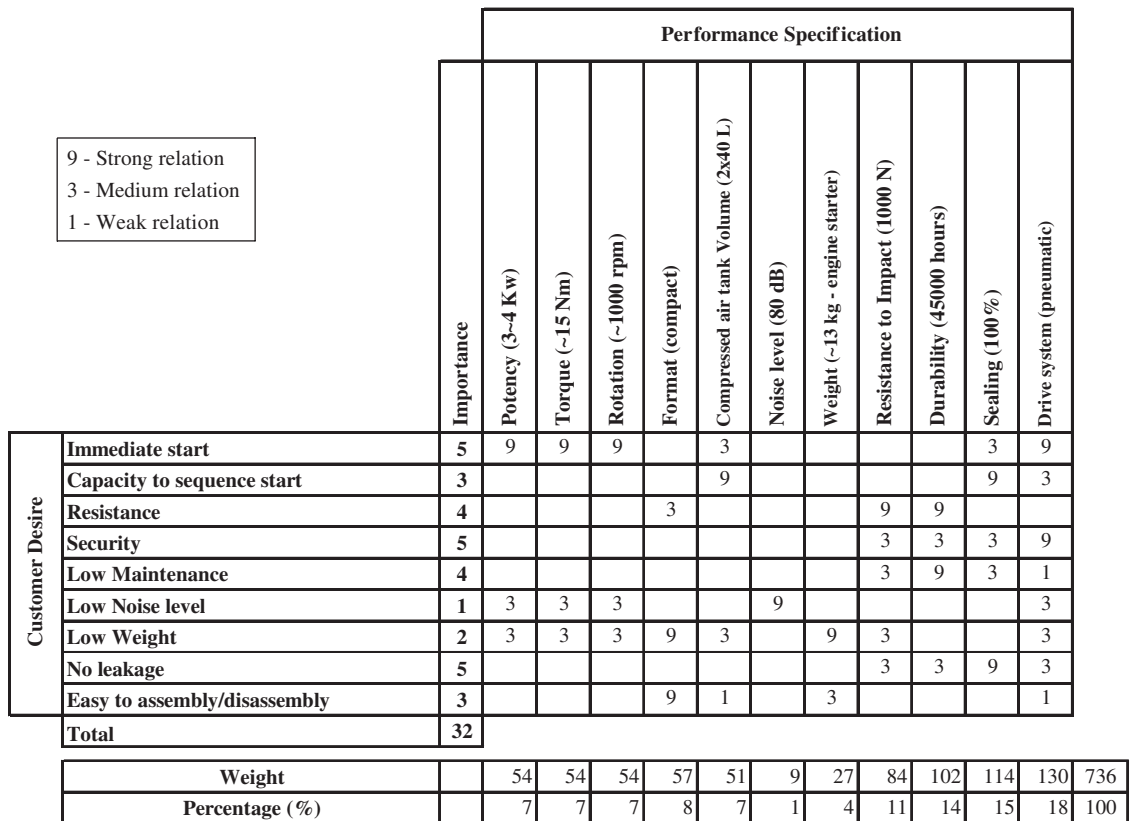 Performance Specification
9 - Strong relation
3 - Medium relation
1 - Weak relation
Importance
Potency (3~4 Kw)
Torque (~15 Nm)
Rotation (~1000 rpm)
Format (compact)
Compressed air tank Volume (2x40 L)
Noise level (80 dB)
Weight (~13 kg - engine starter)
Resistance to Impact (1000 N)
Durability (45000 hours)
Sealing (100%)
Drive system (pneumatic)
Customer Desire
Immediate start 5 9 9 9 3 3 9
Capacity to sequence start 3 9 9 3
Resistance 4 3 9 9
Security 5 3 3 3 9
Low Maintenance 4 3 9 3 1
Low Noise level 1 3 3 3 9 3
Low Weight 2 3 3 3 9 3 9 3 3
No leakage 5 3 3 9 3
Easy to assembly/disassembly 3 9 1 3 1
Total 32
Weight 54 54 54 57 51 9 27 84 102 114 130 736
Percentage (%) 7 7 7 8 7 1 4 11 14 15 18 100